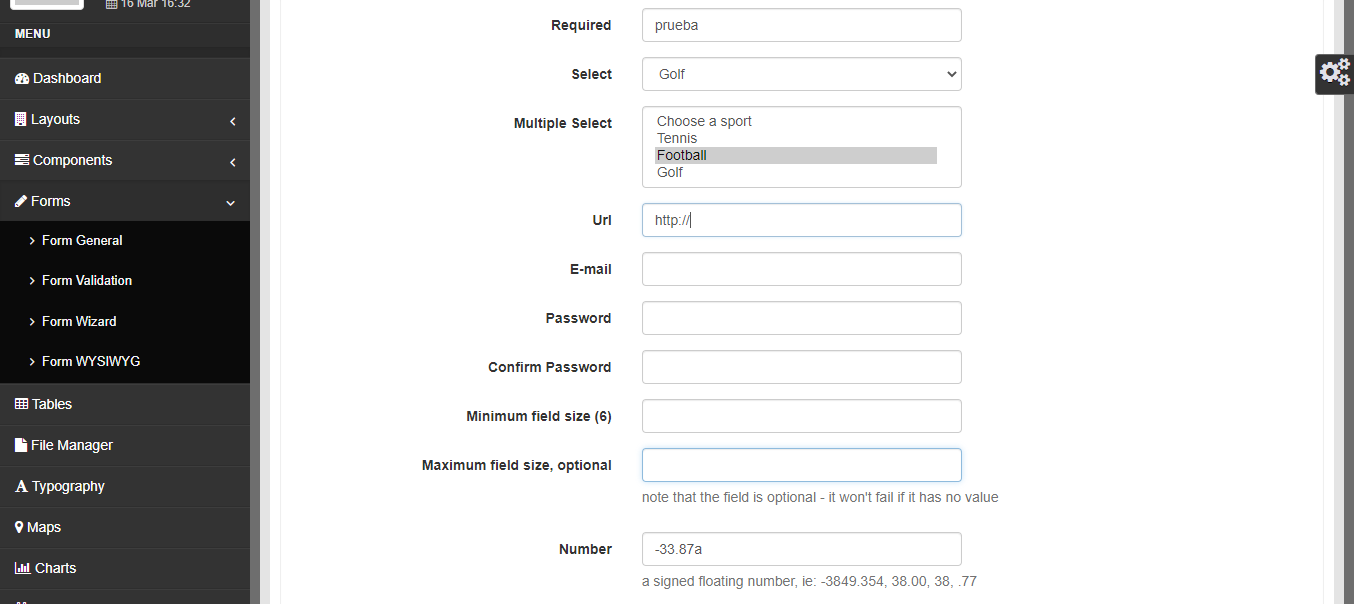 16 Mar 16:32
MENU
Dashboard
Layouts
Components
Forms
Form General
Form Validation
Form Wizard
Form WYSIWYG
Tables
File Manager
Typography
Maps
Charts
Required prueba
Select Golf
Multiple Select Choose a sport
Tennis
Football
Golf
Url http://
E-mail
Password
Confirm Password
Minimum field size (6)
Maximum field size, optional
note that the field is optional - it won't fail if it has no value
Number -33.87a
a signed floating number, ie: -3849.354, 38.00, 38, .77